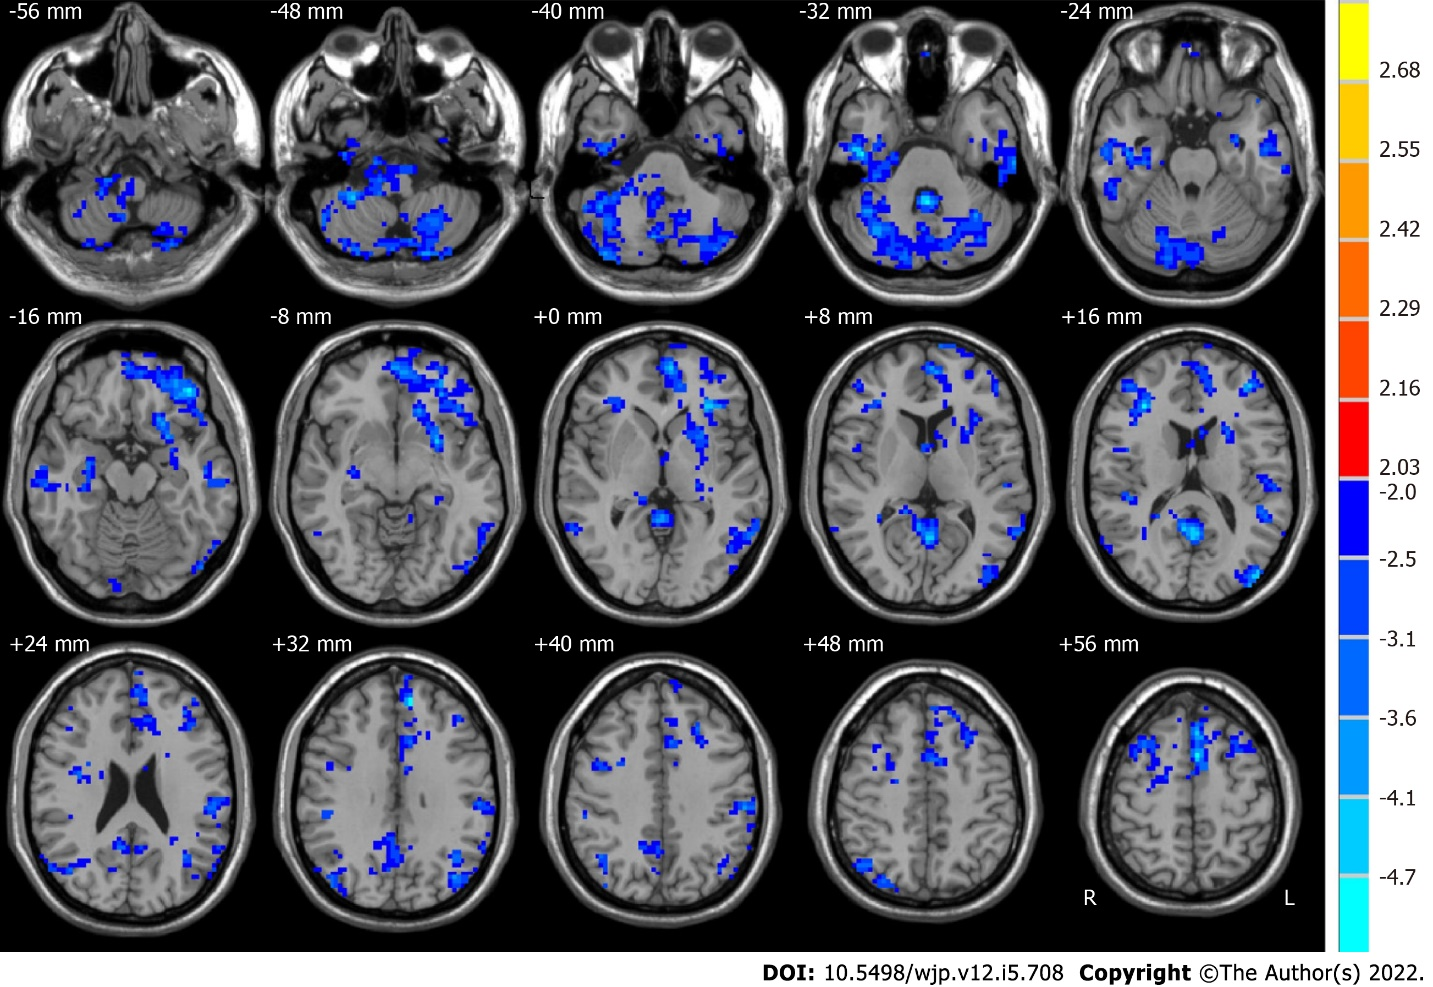 -56 mm
-48 mm
-40 mm
-32 mm
-24 mm
-16 mm
-8 mm
+0 mm
+8 mm
+16 mm
+24 mm
+32 mm
+40 mm
+48 mm
+56 mm
R
L
2.68
2.55
2.42
2.29
2.16
2.03
-2.0
-2.5
-3.1
-3.6
-4.1
-4.7
DOI: 10.5498/wjp.v12.i5.708 Copyright ©The Author(s) 2022.